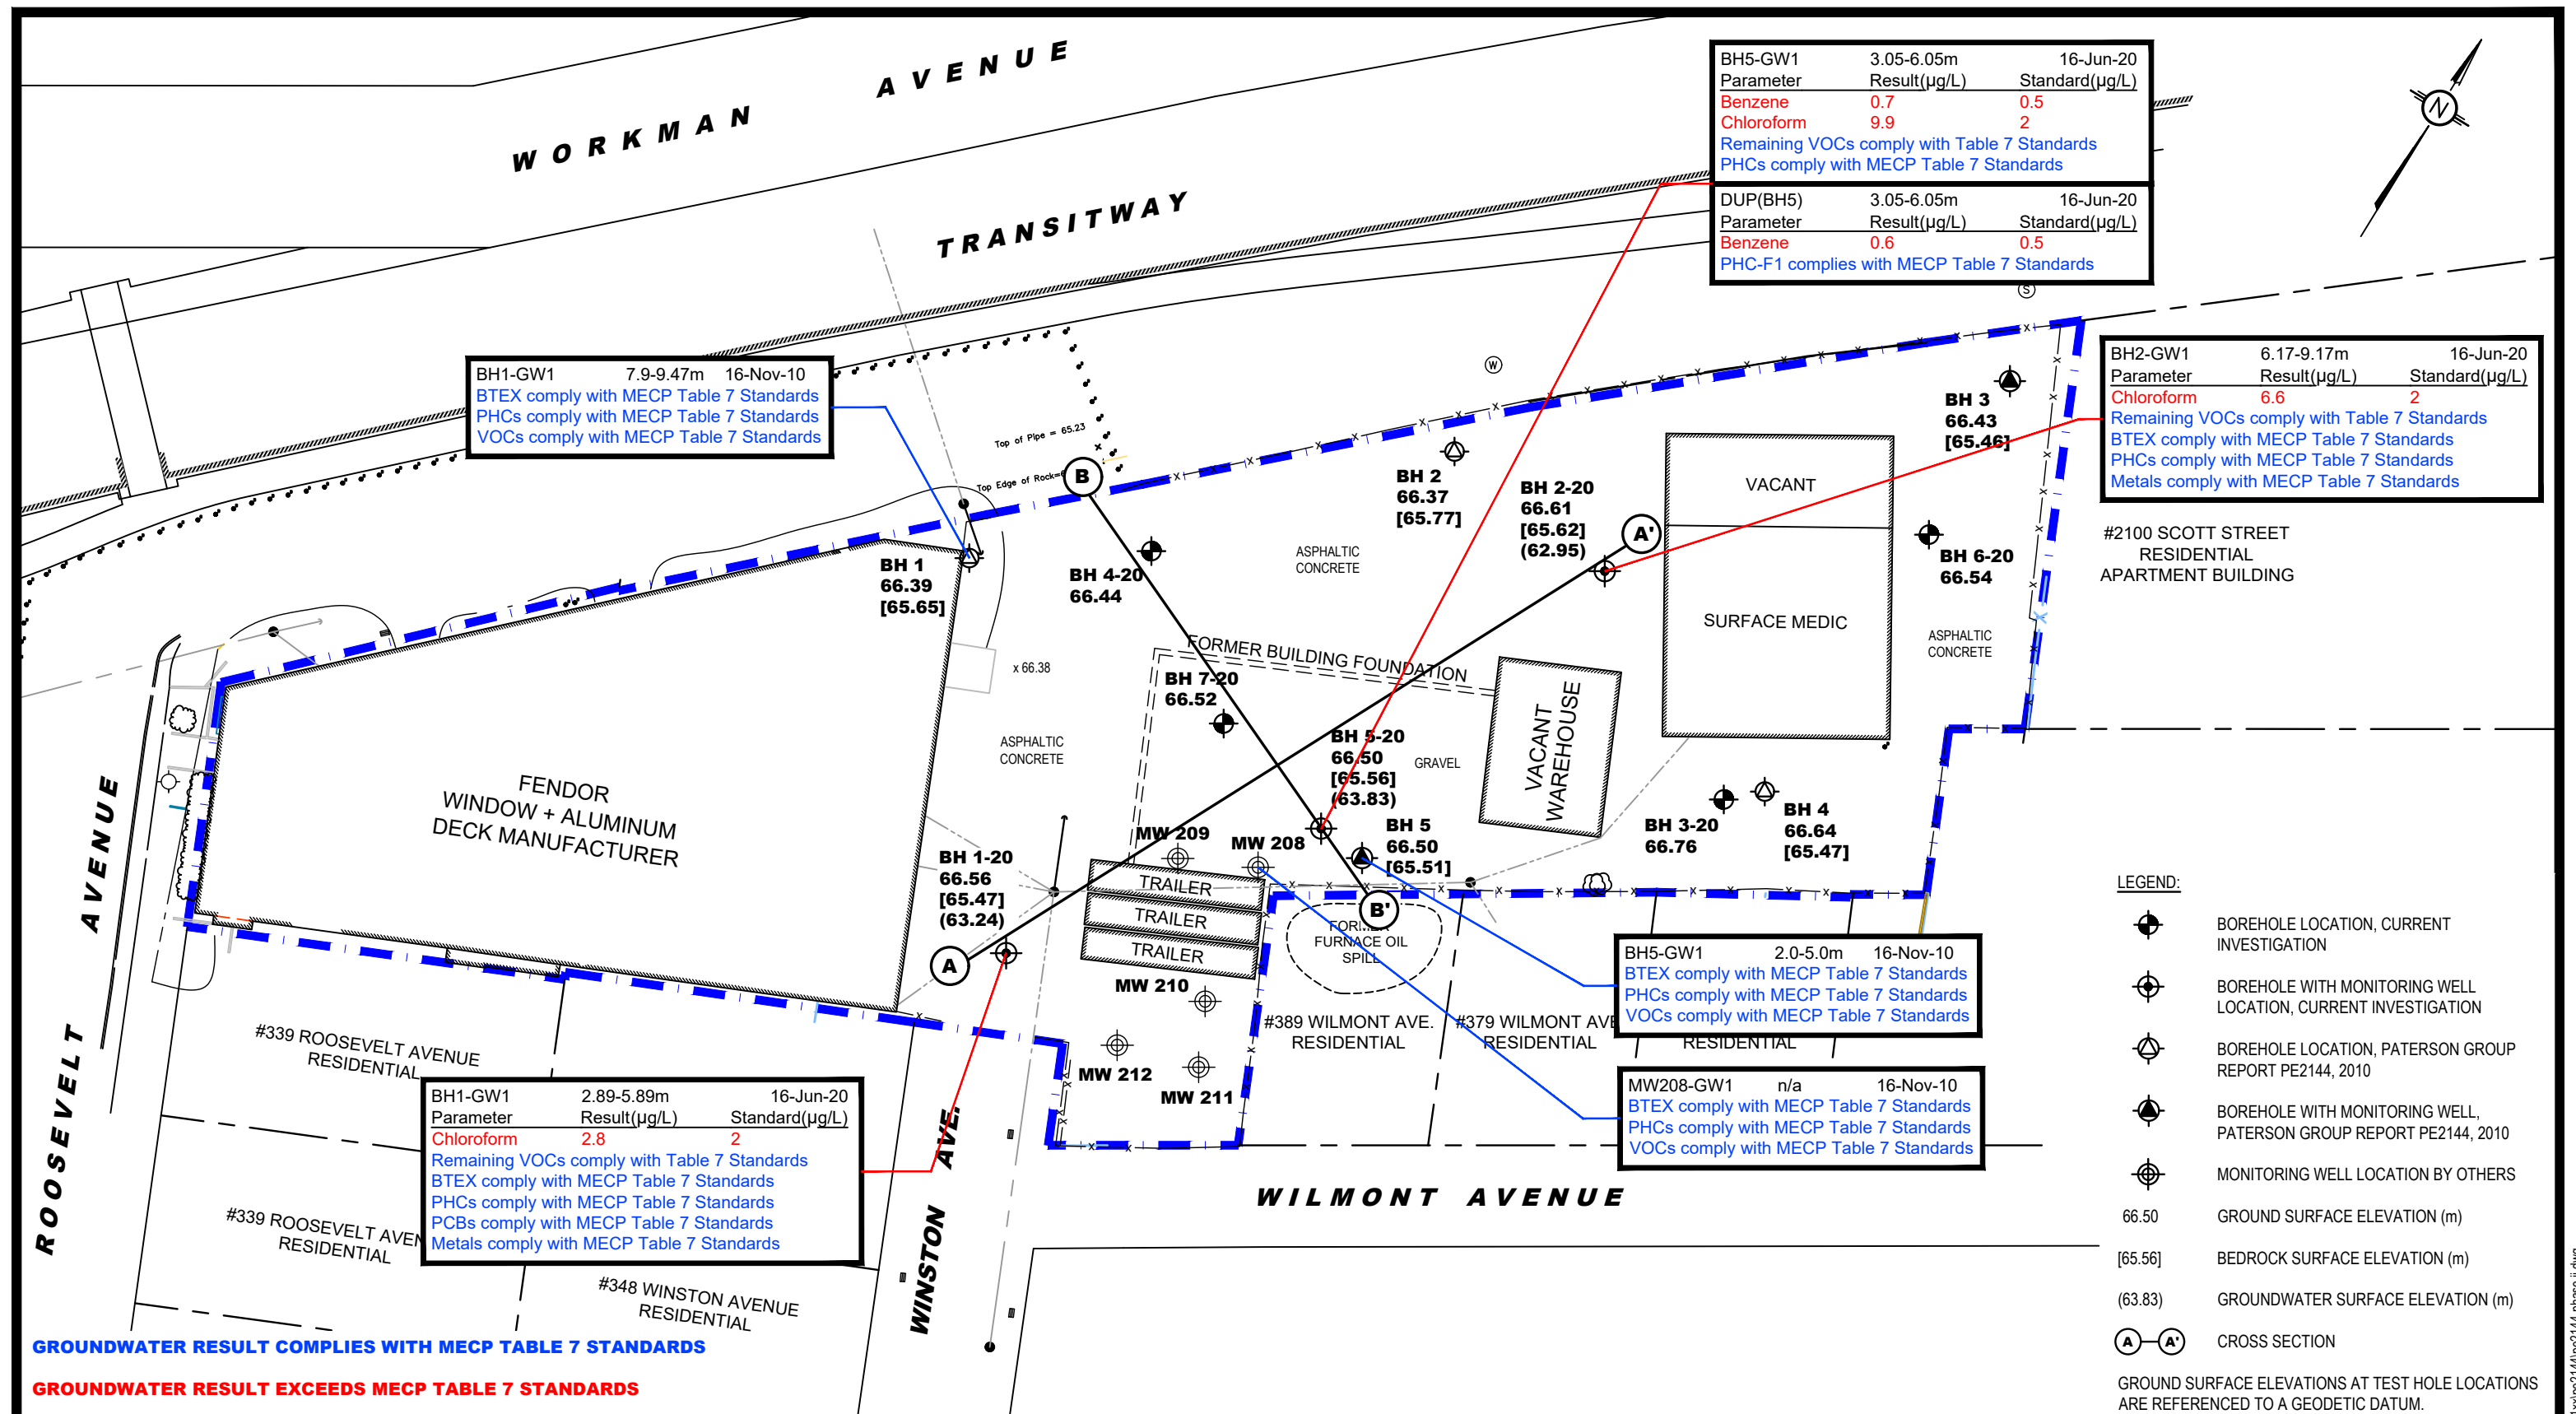 WORKMAN AVENUE
TRANSITWAY
BH5-GW1 3.05-6.05m 16-Jun-20
Parameter Result(µg/L) Standard(µg/L)
Benzene 0.7 0.5
Chloroform 9.9 2
Remaining VOCs comply with Table 7 Standards
PHCs comply with MECP Table 7 Standards
DUP(BH5) 3.05-6.05m 16-Jun-20
Parameter Result(µg/L) Standard(µg/L)
Benzene 0.6 0.5
PHC-F1 complies with MECP Table 7 Standards
N
S
W
BH1-GW1 7.9-9.47m 16-Nov-10
BTEX comply with MECP Table 7 Standards
PHCs comply with MECP Table 7 Standards
VOCs comply with MECP Table 7 Standards
BH2-GW1 6.17-9.17m 16-Jun-20
Parameter Result(µg/L) Standard(µg/L)
Chloroform 6.6 2
Remaining VOCs comply with Table 7 Standards
BTEX comply with MECP Table 7 Standards
PHCs comply with MECP Table 7 Standards
Metals comply with MECP Table 7 Standards
Top of Pipe = 65.23
Top Edge of Rock=
B
BH 3
66.43
[65.46]
BH 2
66.37
[65.77]
BH 2-20
66.61
[65.62]
(62.95)
A'
VACANT
SURFACE MEDIC
#2100 SCOTT STREET
RESIDENTIAL
APARTMENT BUILDING
BH 1
66.39
[65.65]
BH 4-20
66.44
ASPHALTIC
CONCRETE
BH 6-20
66.54
ASPHALTIC
CONCRETE
x 66.38
FORMER BUILDING FOUNDATION
BH 7-20
66.52
ASPHALTIC
CONCRETE
VACANT
WAREHOUSE
BH 5-20
66.50
[65.56]
(63.83)
GRAVEL
FENDOR
WINDOW + ALUMINUM
DECK MANUFACTURER
ROOSEVELT AVENUE
BH 3-20
66.76
BH 4
66.64
[65.47]
BH 5
66.50
[65.51]
MW 209
MW 208
BH 1-20
66.56
[65.47]
(63.24)
A
TRAILER
TRAILER
TRAILER
B'
FURNACE OIL
SPILL
MW 210
MW 212
MW 211
#389 WILMONT AVE.
RESIDENTIAL
#379 WILMONT AVE
RESIDENTIAL
RESIDENTIAL
BH5-GW1 2.0-5.0m 16-Nov-10
BTEX comply with MECP Table 7 Standards
PHCs comply with MECP Table 7 Standards
VOCs comply with MECP Table 7 Standards
MW208-GW1 n/a 16-Nov-10
BTEX comply with MECP Table 7 Standards
PHCs comply with MECP Table 7 Standards
VOCs comply with MECP Table 7 Standards
#339 ROOSEVELT AVENUE
RESIDENTIAL
BH1-GW1 2.89-5.89m 16-Jun-20
Parameter Result(µg/L) Standard(µg/L)
Chloroform 2.8 2
Remaining VOCs comply with Table 7 Standards
BTEX comply with MECP Table 7 Standards
PHCs comply with MECP Table 7 Standards
PCBs comply with MECP Table 7 Standards
Metals comply with MECP Table 7 Standards
#339 ROOSEVELT AVEN
RESIDENTIAL
#348 WINSTON AVENUE
RESIDENTIAL
WINSTON AVE.
WILMONT AVENUE
GROUNDWATER RESULT COMPLIES WITH MECP TABLE 7 STANDARDS
GROUNDWATER RESULT EXCEEDS MECP TABLE 7 STANDARDS
LEGEND:
BOREHOLE LOCATION, CURRENT
INVESTIGATION
BOREHOLE WITH MONITORING WELL
LOCATION, CURRENT INVESTIGATION
BOREHOLE LOCATION, PATERSON GROUP
REPORT PE2144, 2010
BOREHOLE WITH MONITORING WELL,
PATERSON GROUP REPORT PE2144, 2010
MONITORING WELL LOCATION BY OTHERS
66.50 GROUND SURFACE ELEVATION (m)
[65.56] BEDROCK SURFACE ELEVATION (m)
(63.83) GROUNDWATER SURFACE ELEVATION (m)
A A' CROSS SECTION
GROUND SURFACE ELEVATIONS AT TEST HOLE LOCATIONS
ARE REFERENCED TO A GEODETIC DATUM.